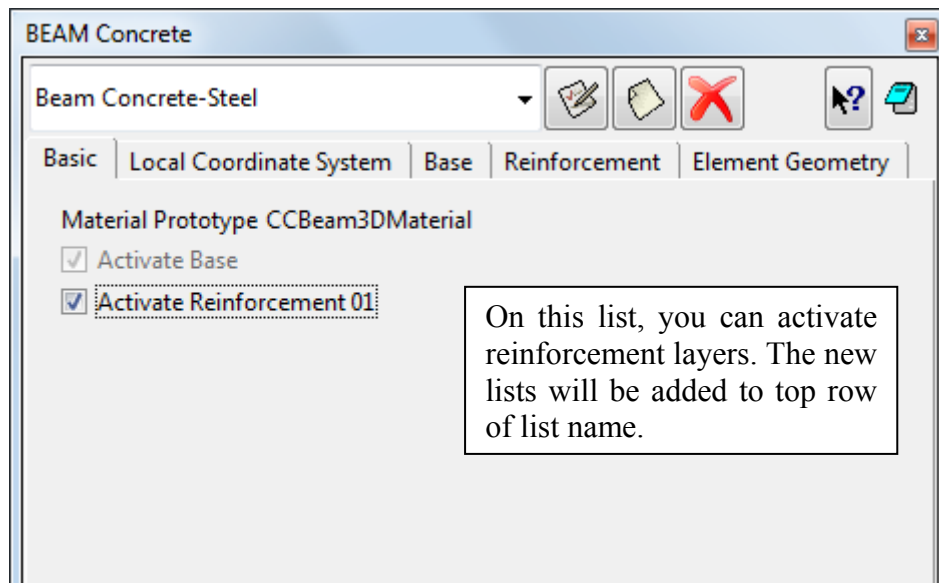 BEAM Concrete
Beam Concrete-Steel
Basic Local Coordinate System Base Reinforcement Element Geometry
Material Prototype CCBeam3DMaterial
Activate Base
Activate Reinforcement 01
On this list, you can activate
reinforcement layers. The new
lists will be added to top row
of list name.